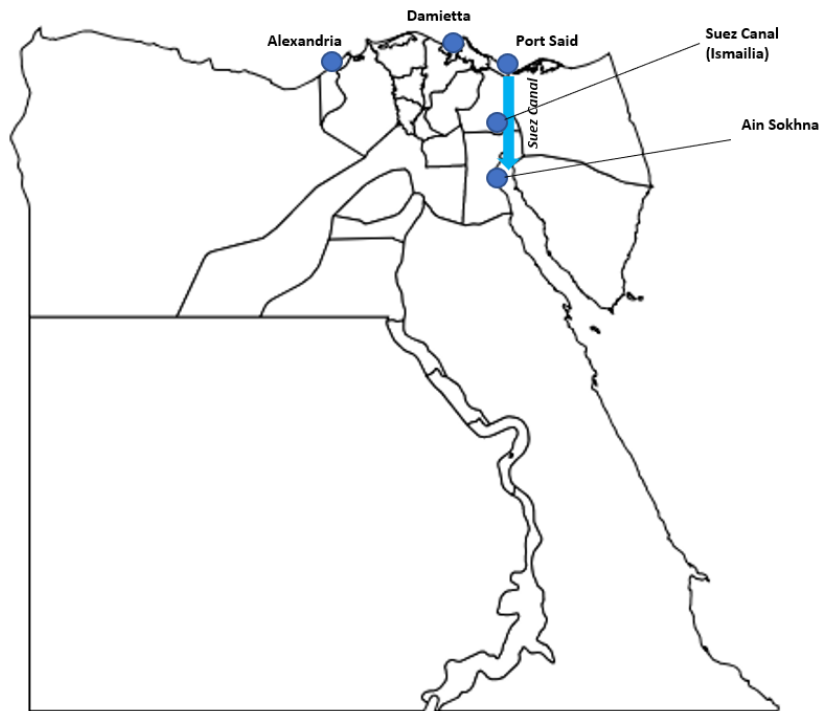 Damietta
Alexandria
Port Said
Suez Canal
(Ismailia)
Suez Canal
Ain Sokhna